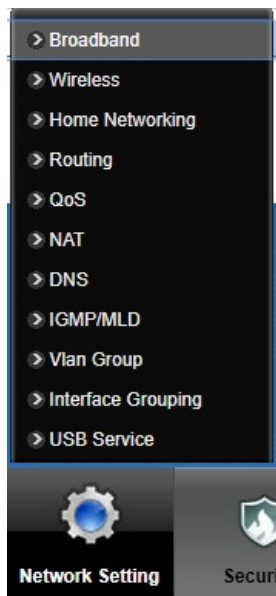 Broadband
Wireless
Home Networking
Routing
QoS
NAT
DNS
IGMP/MLD
Vlan Group
Interface Grouping
USB Service
Network Setting